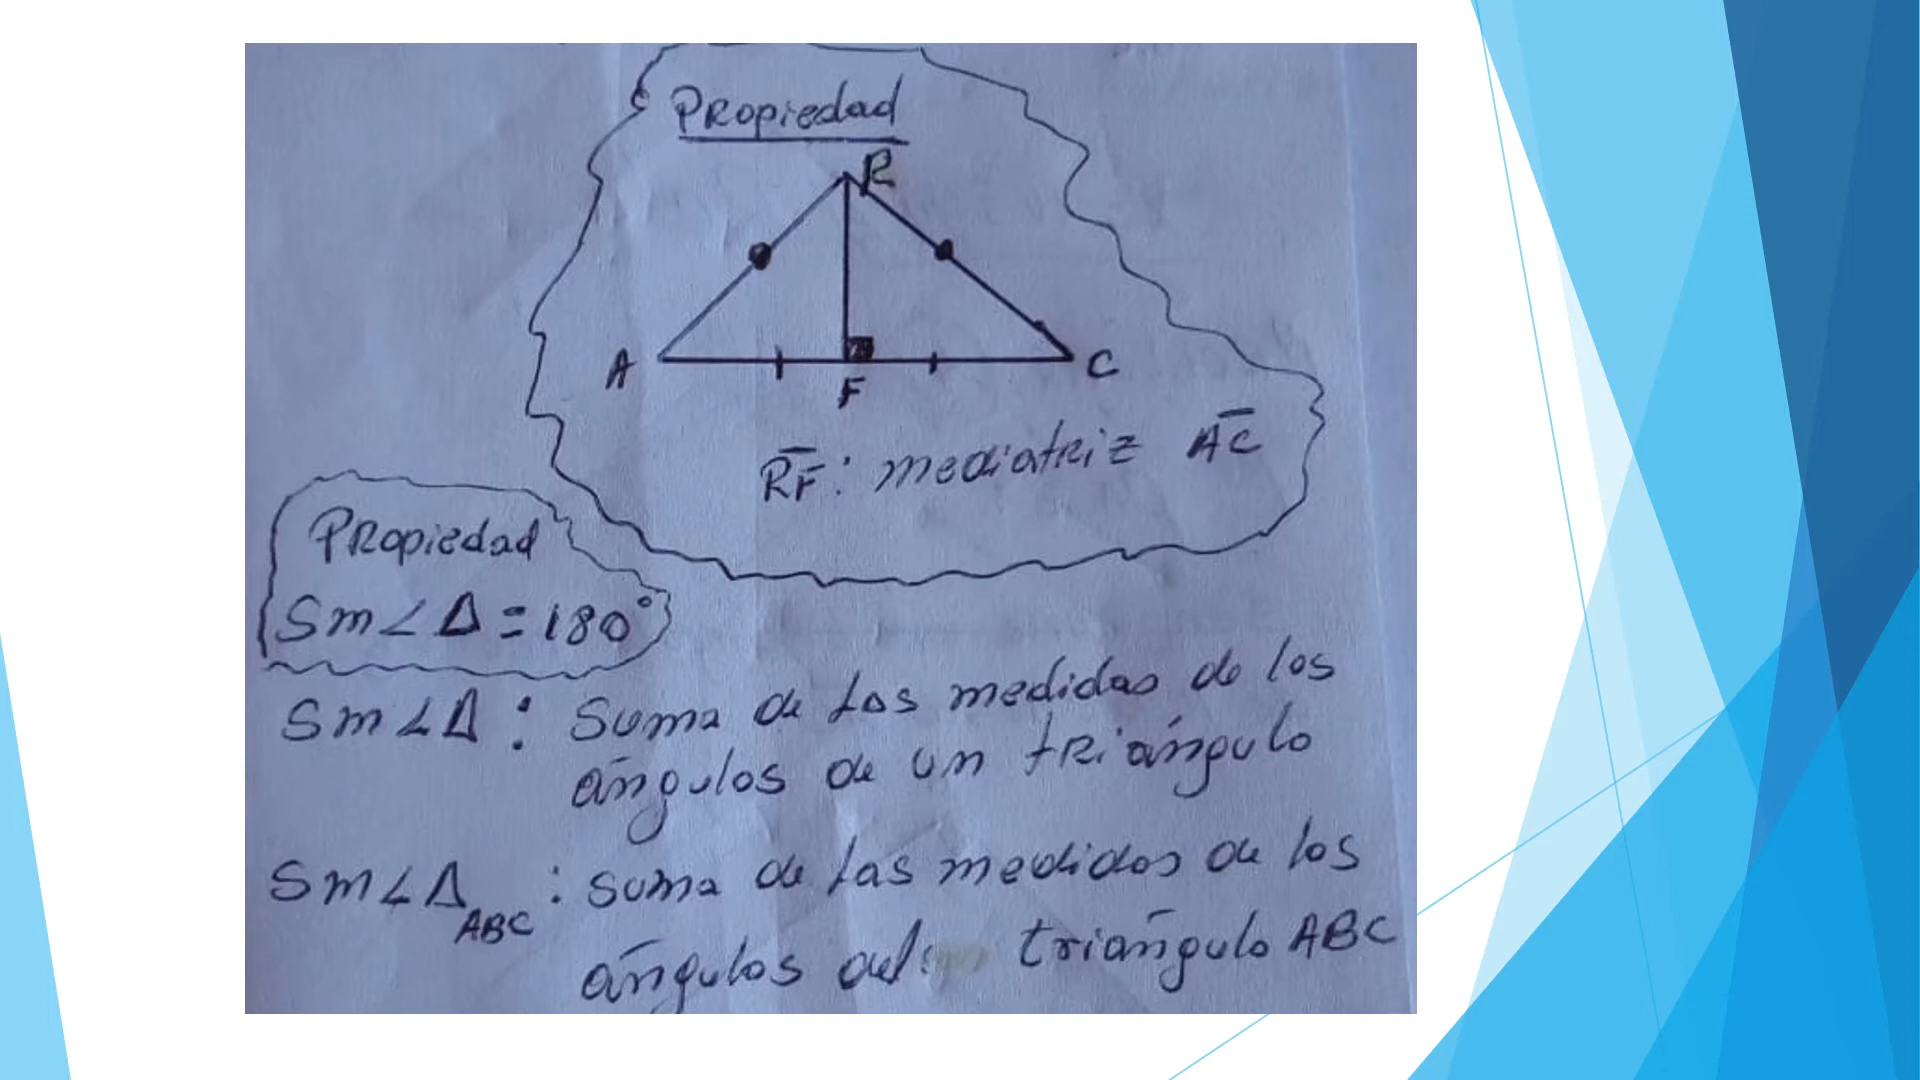 Propiedad
R
A
F
C
RF: mediatriz AC
Propiedad
Sm∠Δ=180°
Sm∠Δ: Suma de las medidas de los
ángulos de un triángulo
Sm∠Δ ABC : suma de las medidas de los
ángulos del triángulo ABC